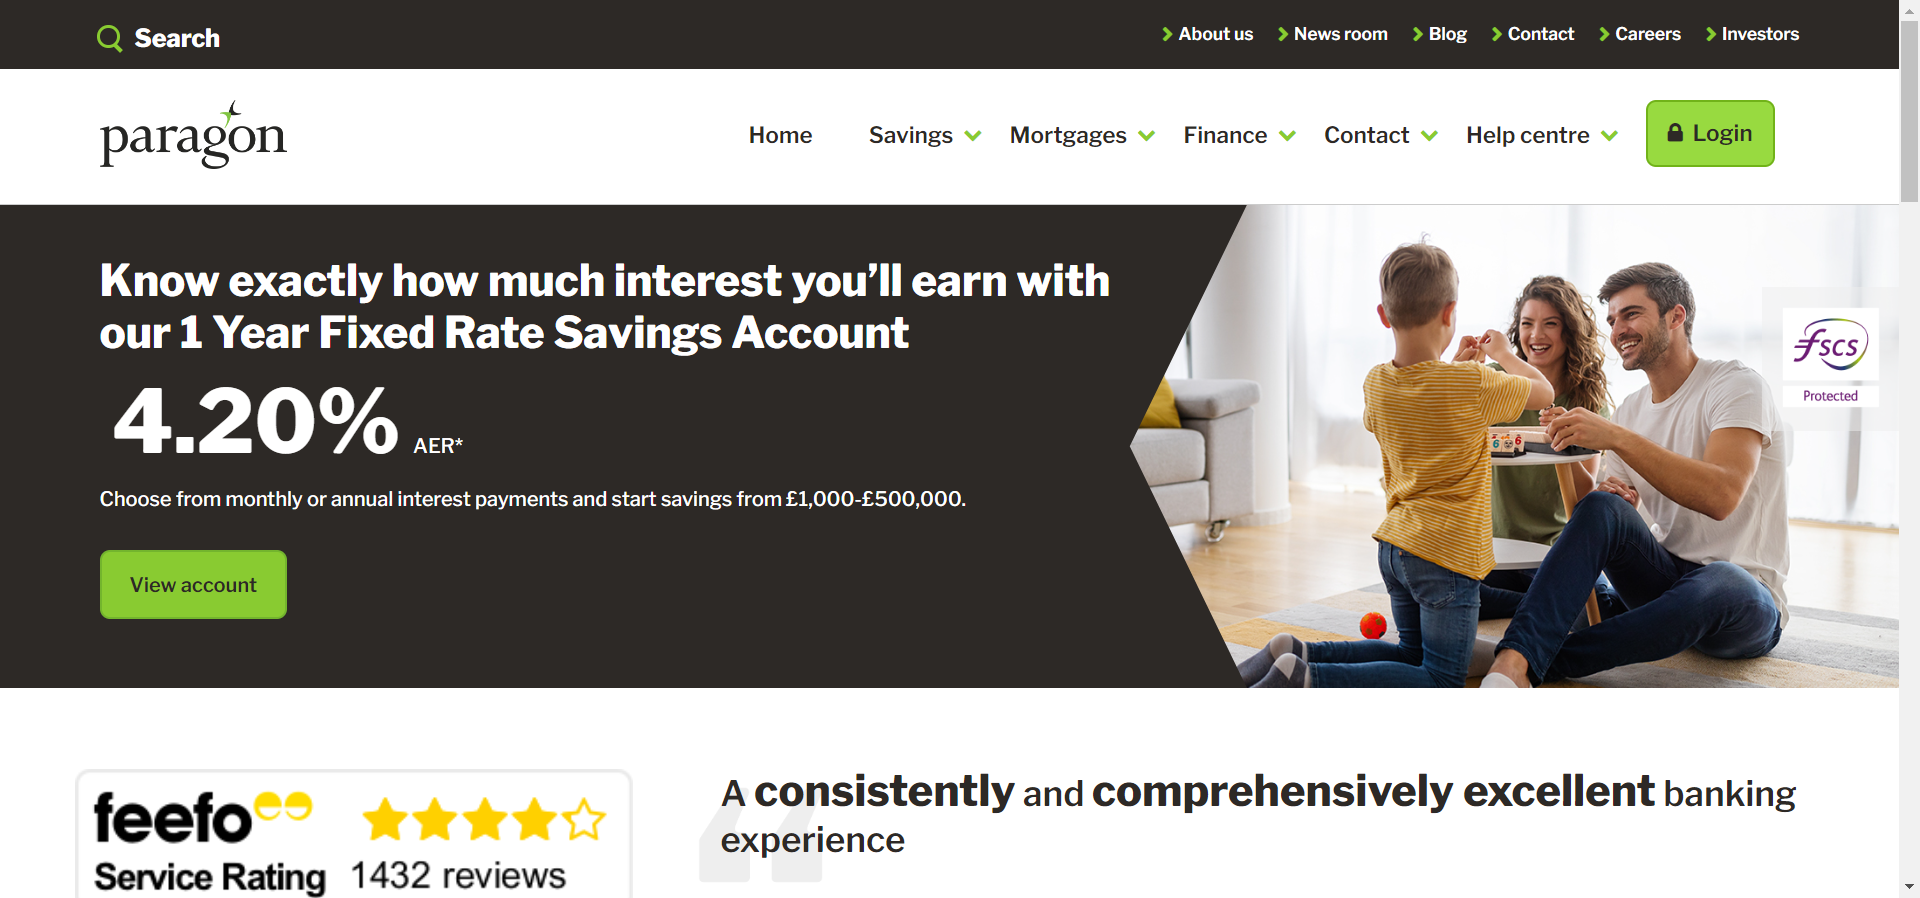 Search
About us
News room
Blog
Contact
Careers
Investors
paragon
Home
Savings
Mortgages
Finance
Contact
Help centre
Login
Know exactly how much interest you’ll earn with
our 1 Year Fixed Rate Savings Account
4.20% AER*
Choose from monthly or annual interest payments and start savings from £1,000-£500,000.
View account
fscs
Protected
6 6
feefo
Service Rating
1432 reviews
A consistently and comprehensively excellent banking
experience